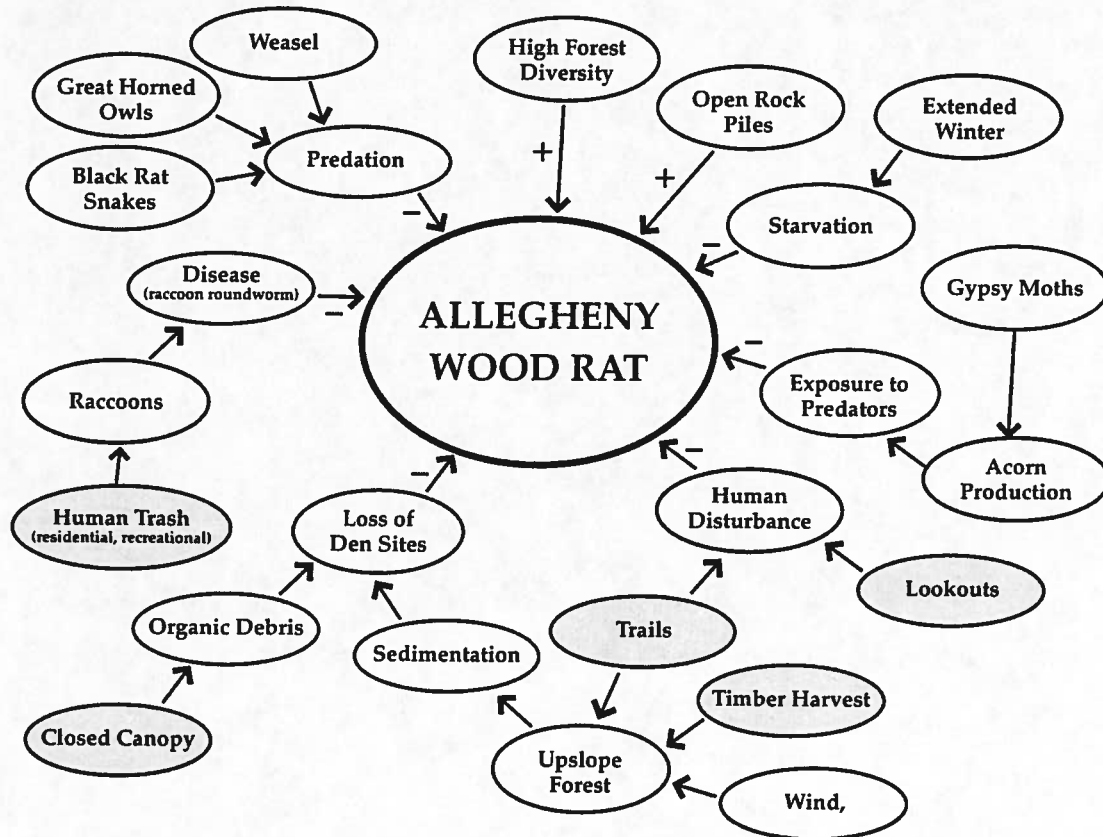 Weasel
High Forest
Diversity
Great Horned
Owls
Open Rock
Piles
Extended
Winter
Predation
Black Rat
Snakes
+
+
−
Starvation
−
Disease
(raccoon roundworm)
−
Gypsy Moths
ALLEGHENY
WOOD RAT
−
Exposure to
Predators
Raccoons
Acorn
Production
−
−
Human
Disturbance
Human Trash
(residential, recreational)
Loss of
Den Sites
Lookouts
Organic Debris
Trails
Sedimentation
Timber Harvest
Closed Canopy
Upslope
Forest
Wind,